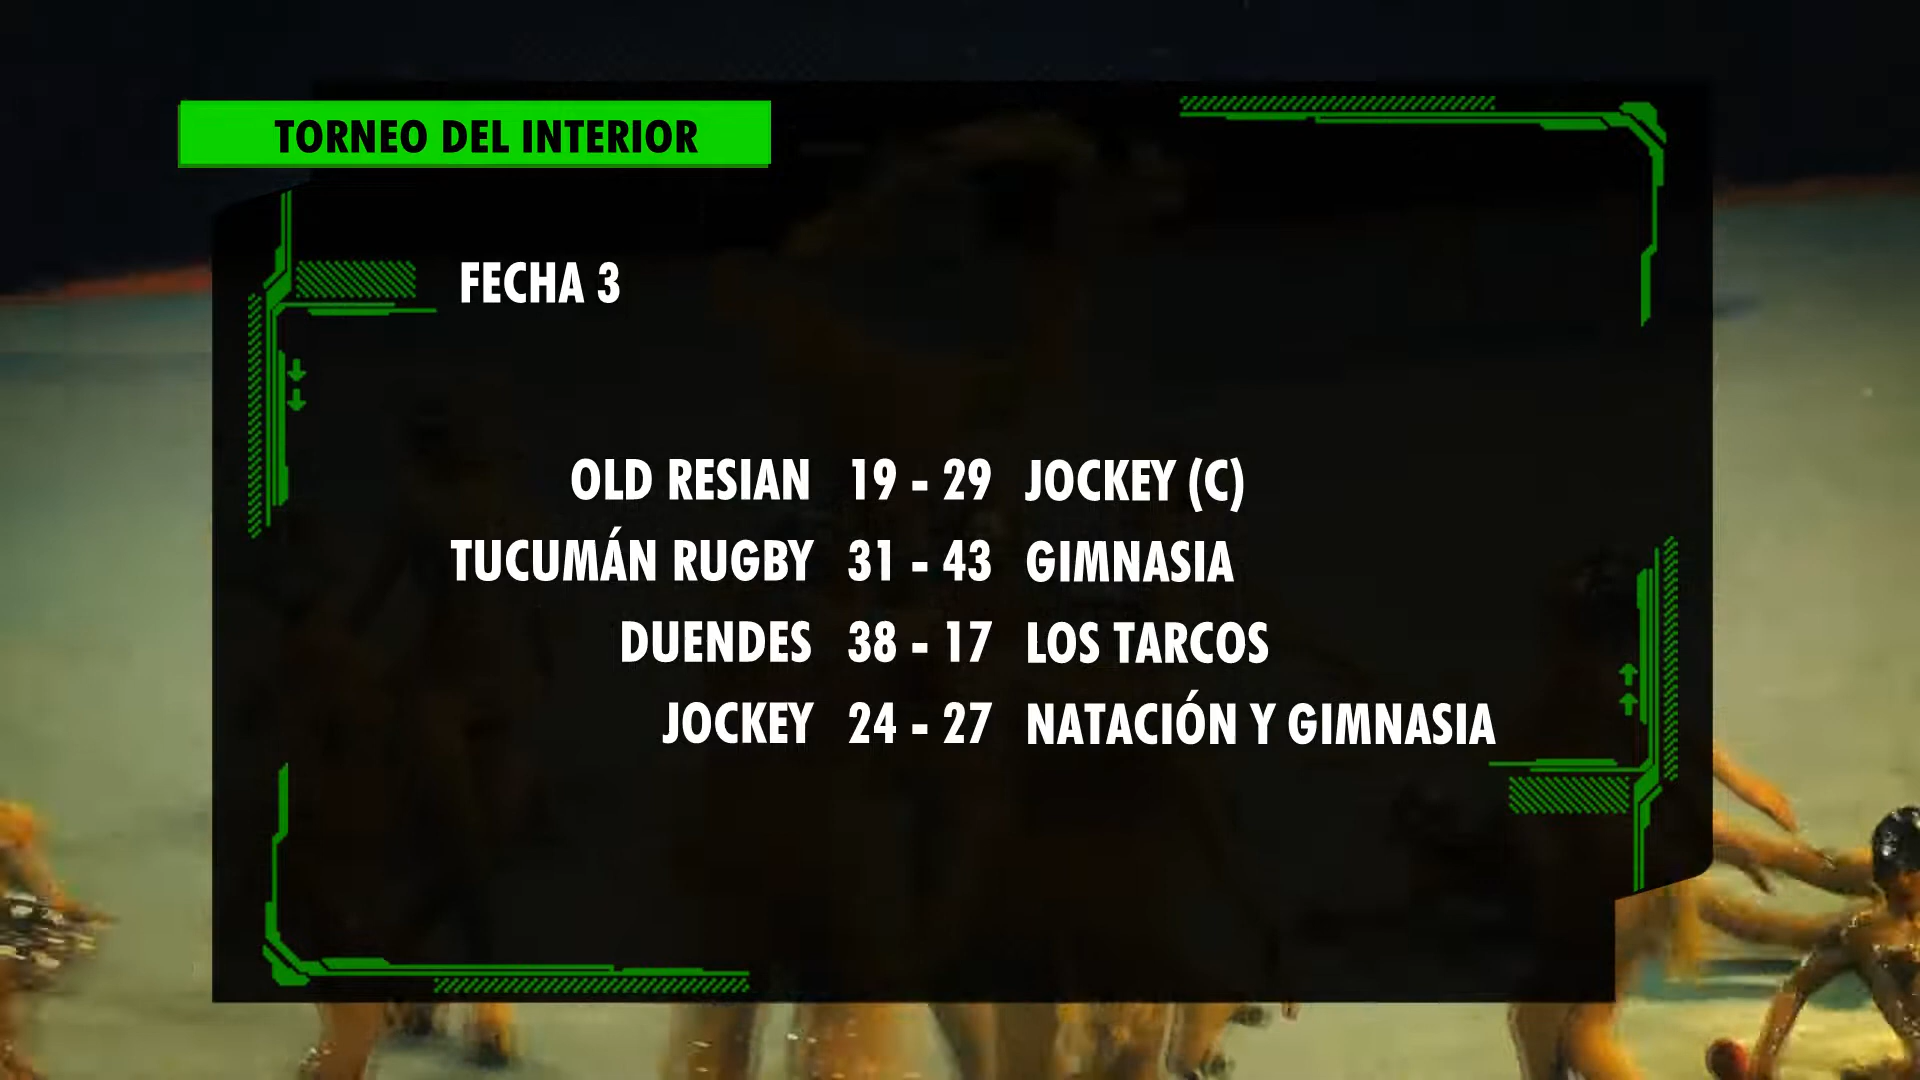 TORNEO DEL INTERIOR
FECHA 3
OLD RESIAN 19 - 29 JOCKEY (C)
TUCUMÁN RUGBY 31 - 43 GIMNASIA
DUENDES 38 - 17 LOS TARCOS
JOCKEY 24 - 27 NATACIÓN Y GIMNASIA